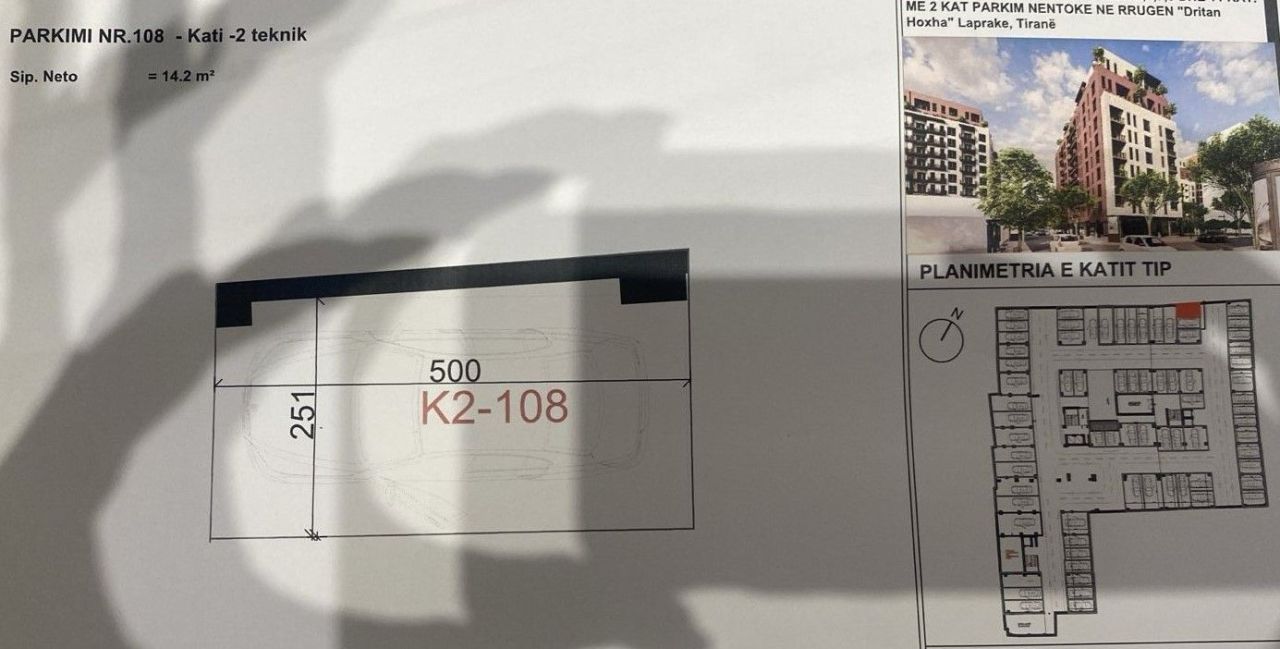 PARKIMI NR.108 - Kati -2 teknik
Sip. Neto = 14.2 m²
500
K2-108
251
ME 2 KAT PARKIM NENTOKE NE RRUGEN "Dritan
Hoxha" Laprake, Tiranë
PLANIMETRIA E KATIT TIP
N